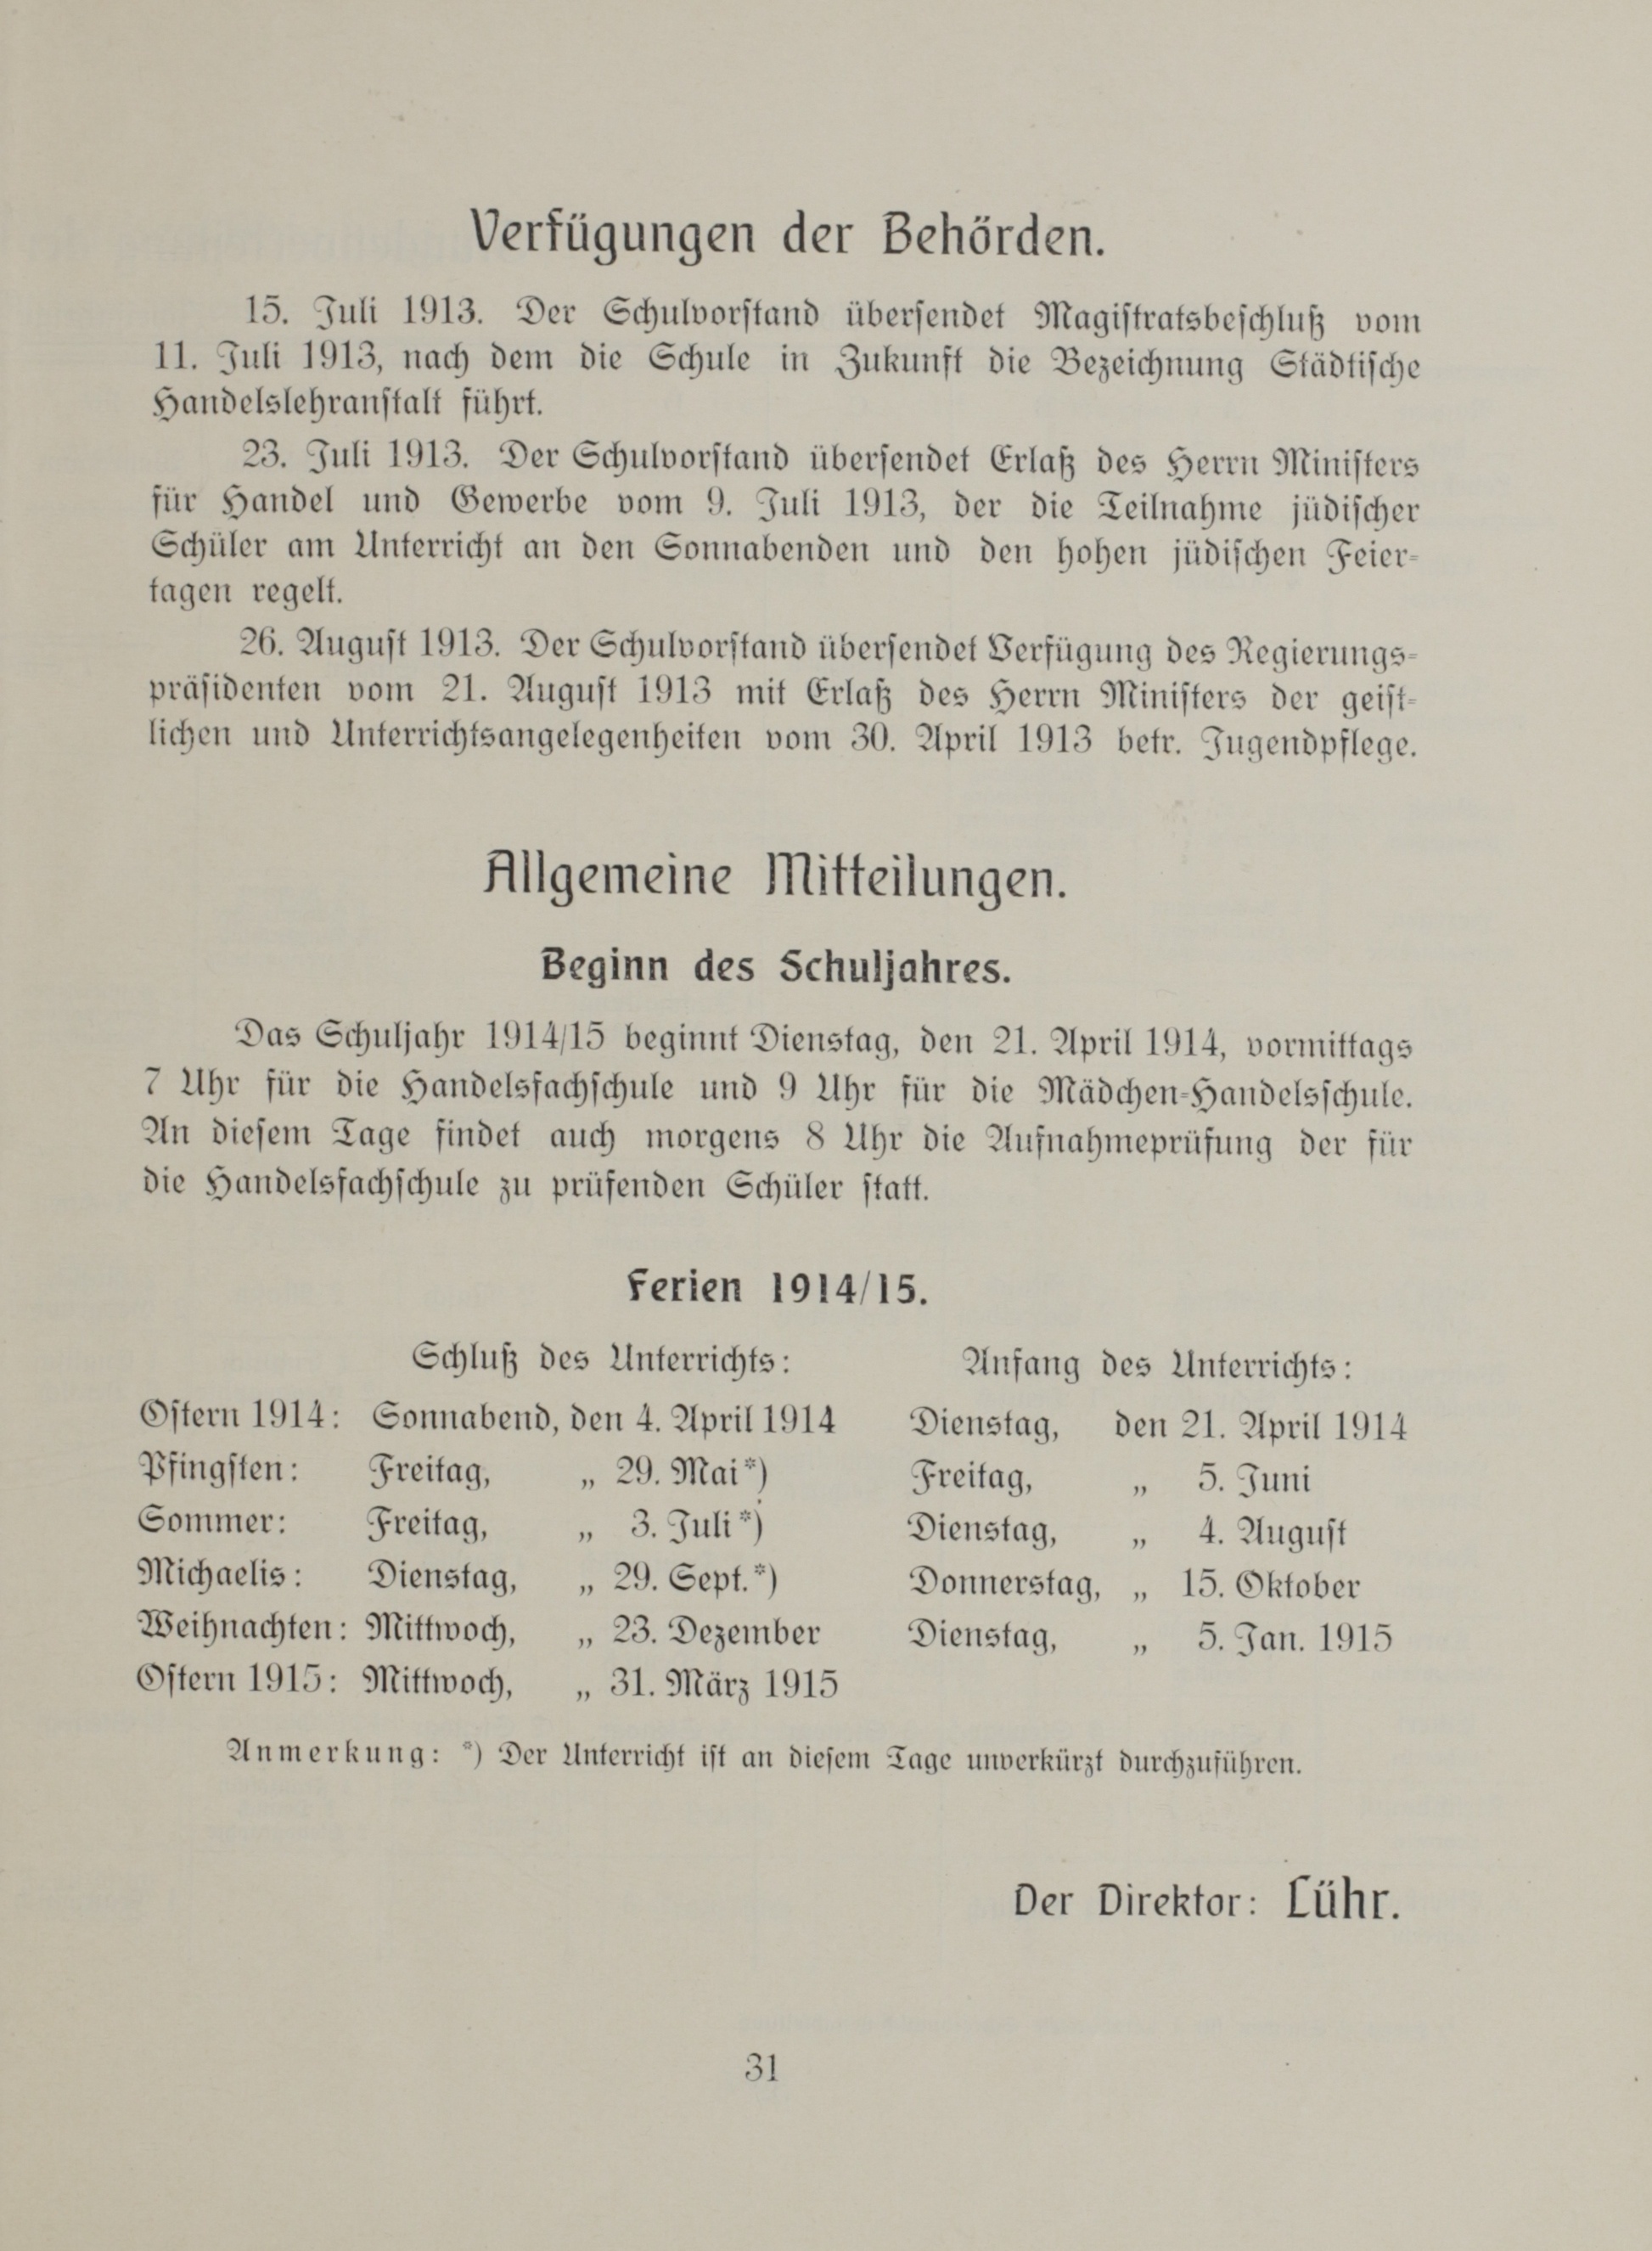 Verfügungen der Behörden.
15. Juli 1913. Der Schulvorstand übersendet Magistratsbeschluß vom
11. Juli 1913, nach dem die Schule in Zukunft die Bezeichnung Städtische
Handelslehranstalt führt.
23. Juli 1913. Der Schulvorstand übersendet Erlaß des Herrn Ministers
für Handel und Gewerbe vom 9. Juli 1913, der die Teilnahme jüdischer
Schüler am Unterricht an den Sonnabenden und den hohen jüdischen Feier-
tagen regelt.
26. August 1913. Der Schulvorstand übersendet Verfügung des Regierungs-
präsidenten vom 21. August 1913 mit Erlaß des Herrn Ministers der geist-
lichen und Unterrichtsangelegenheiten vom 30. April 1913 betr. Jugendpflege.
Allgemeine Mitteilungen.
Beginn des Schuljahres.
Das Schuljahr 1914/15 beginnt Dienstag, den 21. April 1914, vormittags
7 Uhr für die Handelsfachschule und 9 Uhr für die Mädchen-Handelsschule.
An diesem Tage findet auch morgens 8 Uhr die Aufnahmeprüfung der für
die Handelsfachschule zu prüfenden Schüler statt.
Ferien 1914/15.
Schluß des Unterrichts: Anfang des Unterrichts:
Ostern 1914: Sonnabend, den 4. April 1914 Dienstag, den 21. April 1914
Pfingsten: Freitag, „ 29. Mai*) Freitag, „ 5. Juni
Sommer: Freitag, „ 3. Juli*) Dienstag, „ 4. August
Michaelis: Dienstag, „ 29. Sept.*) Donnerstag, „ 15. Oktober
Weihnachten: Mittwoch, „ 23. Dezember Dienstag, „ 5. Jan. 1915
Ostern 1915: Mittwoch, „ 31. März 1915
Anmerkung: *) Der Unterricht ist an diesem Tage unverkürzt durchzuführen.
Der Direktor: Lühr.
31